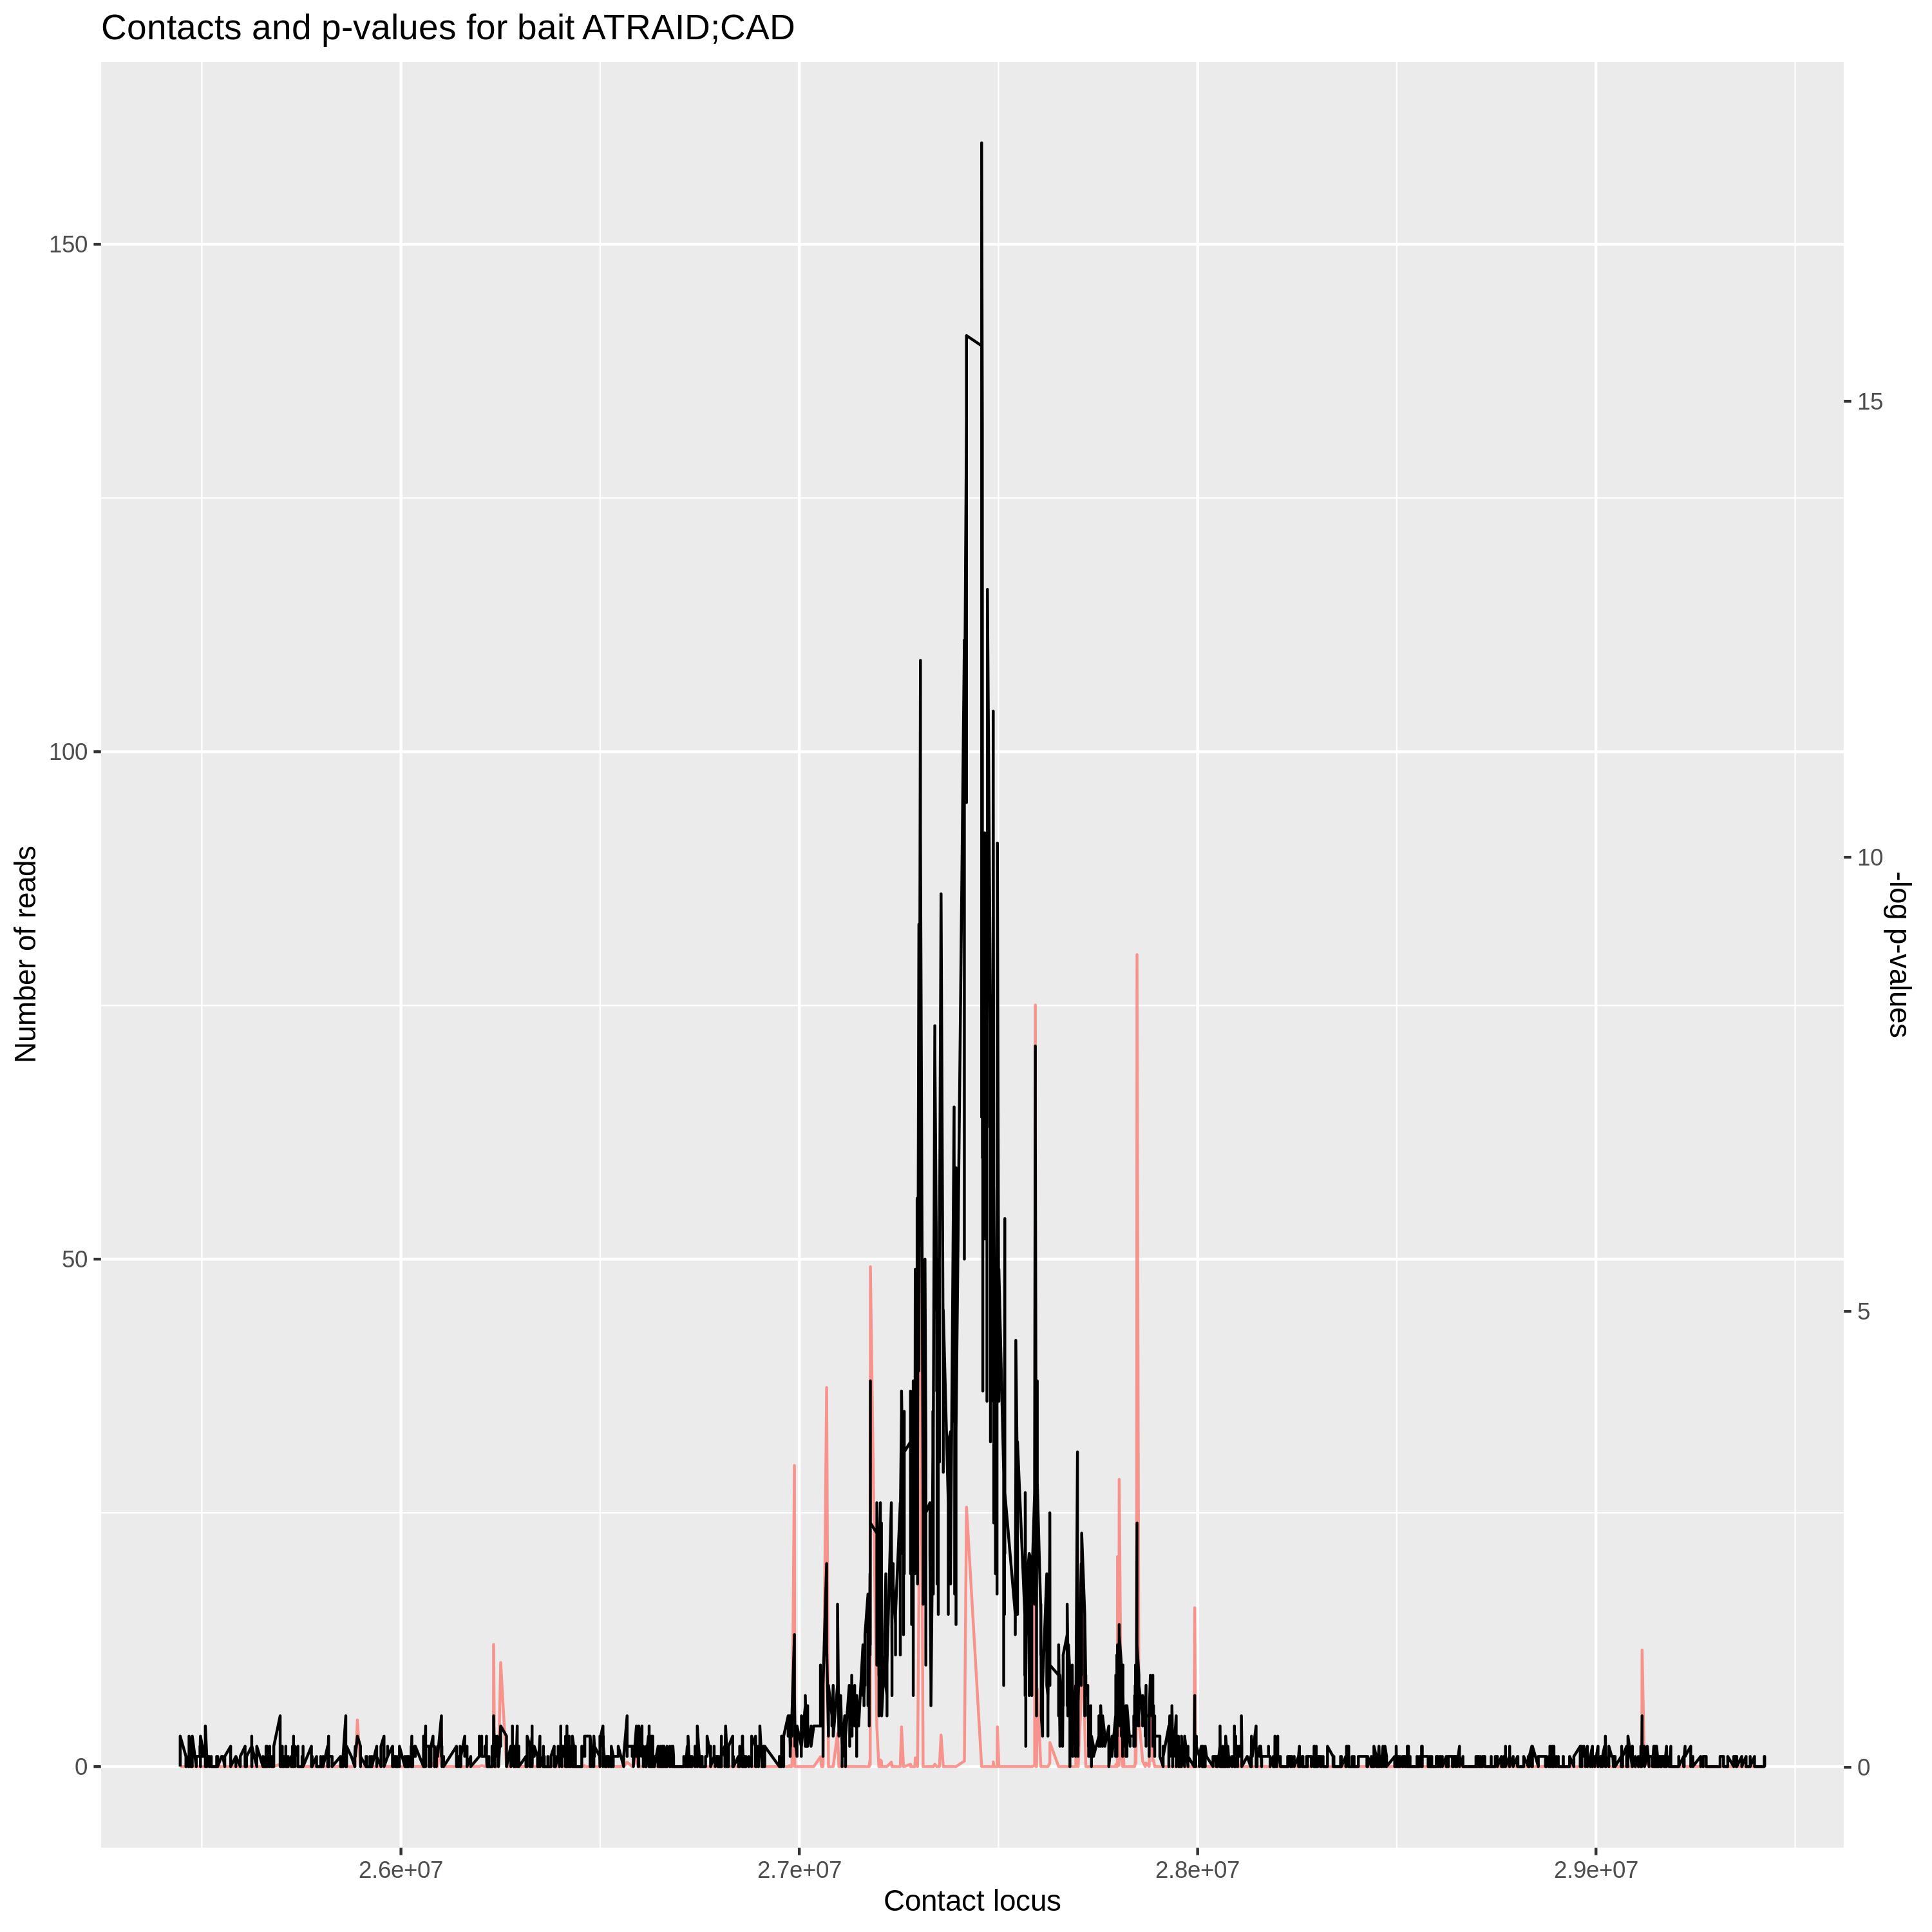 Contacts and p-values for bait ATRAID;CAD
150
100
50
0
Number of reads
15
10
5
0
-log p-values
2.6e+07
2.7e+07
2.8e+07
2.9e+07
Contact locus